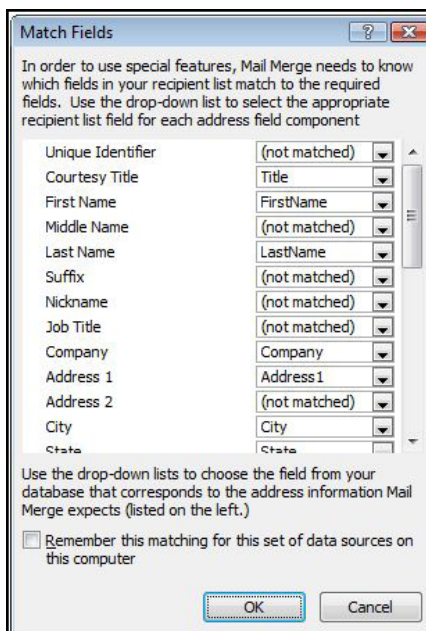 Match Fields
In order to use special features, Mail Merge needs to know
which fields in your recipient list match to the required
fields. Use the drop-down list to select the appropriate
recipient list field for each address field component
Unique Identifier (not matched)
Courtesy Title Title
First Name FirstName
Middle Name (not matched)
Last Name LastName
Suffix (not matched)
Nickname (not matched)
Job Title (not matched)
Company Company
Address 1 Address1
Address 2 (not matched)
City City
State State
Use the drop-down lists to choose the field from your
database that corresponds to the address information Mail
Merge expects (listed on the left.)
Remember this matching for this set of data sources on
this computer
OK Cancel